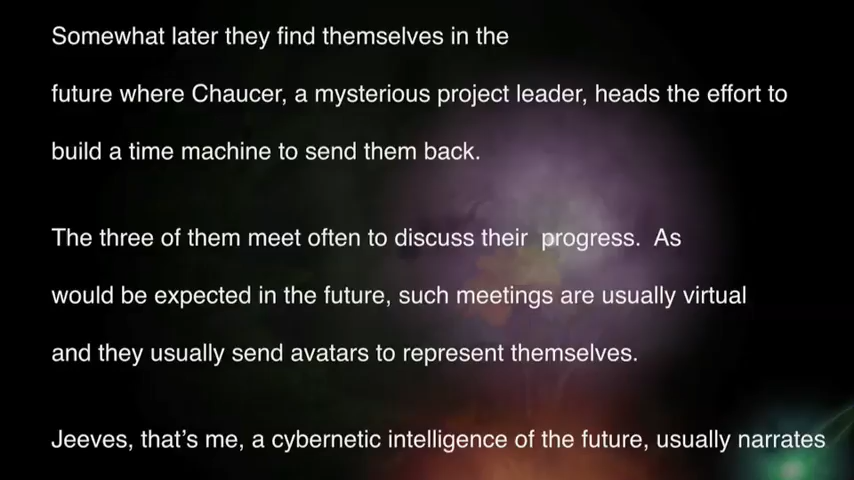 Somewhat later they find themselves in the
future where Chaucer, a mysterious project leader, heads the effort to
build a time machine to send them back.
The three of them meet often to discuss their  progress.  As
would be expected in the future, such meetings are usually virtual
and they usually send avatars to represent themselves.
Jeeves, that’s me, a cybernetic intelligence of the future, usually narrates